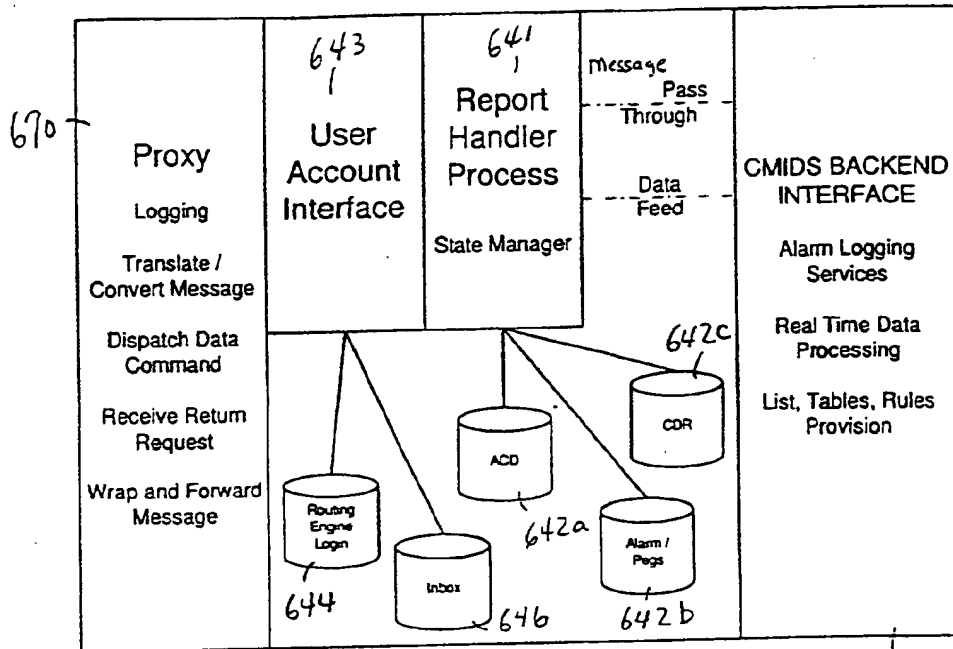 670
Proxy
Logging
Translate /
Convert Message
Dispatch Data
Command
Receive Return
Request
Wrap and Forward
Message
643
User
Account
Interface
641
Report
Handler
Process
State Manager
message
Pass
Through
Data
Feed
CMIDS BACKEND
INTERFACE
Alarm Logging
Services
Real Time Data
Processing
List, Tables, Rules
Provision
642c
CDR
ACD
642a
Routing
Engine
Login
644
Inbox
646
Alarm /
Pegs
642b